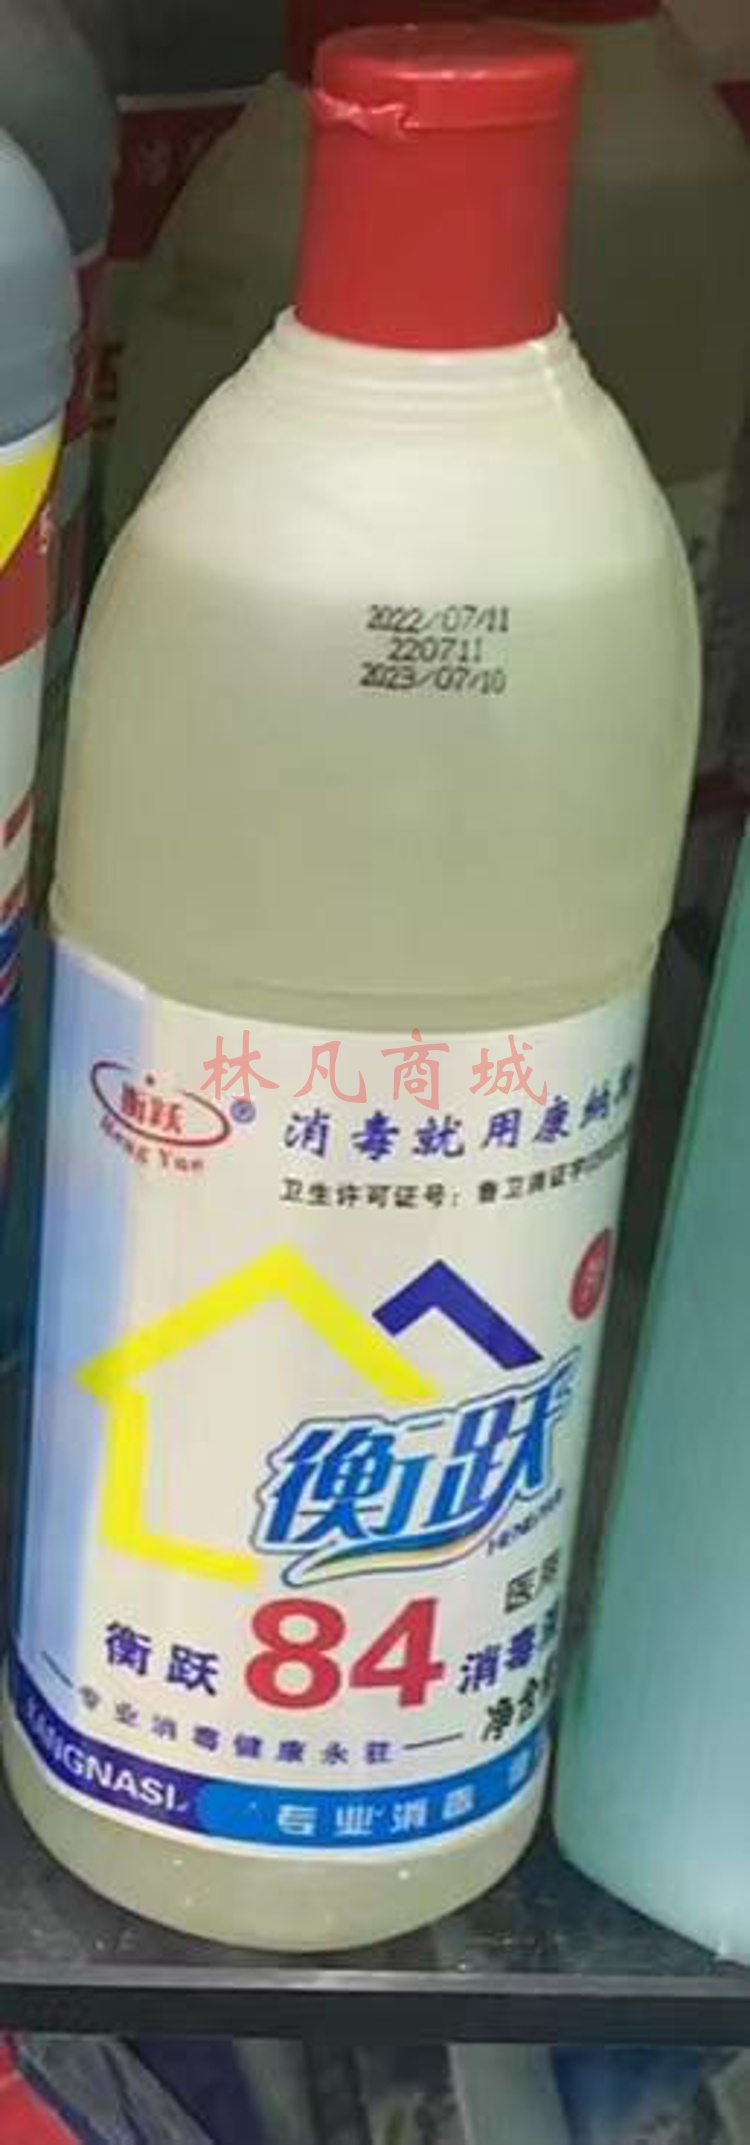 2022/07/11
220711
2023/07/10
林凡商城
衡跃®
Heng Yue
消毒就用康纳
卫生许可证号：鲁卫消证字
衡跃
衡跃84消毒
医用
净含
专业消毒健康永驻
专业消毒